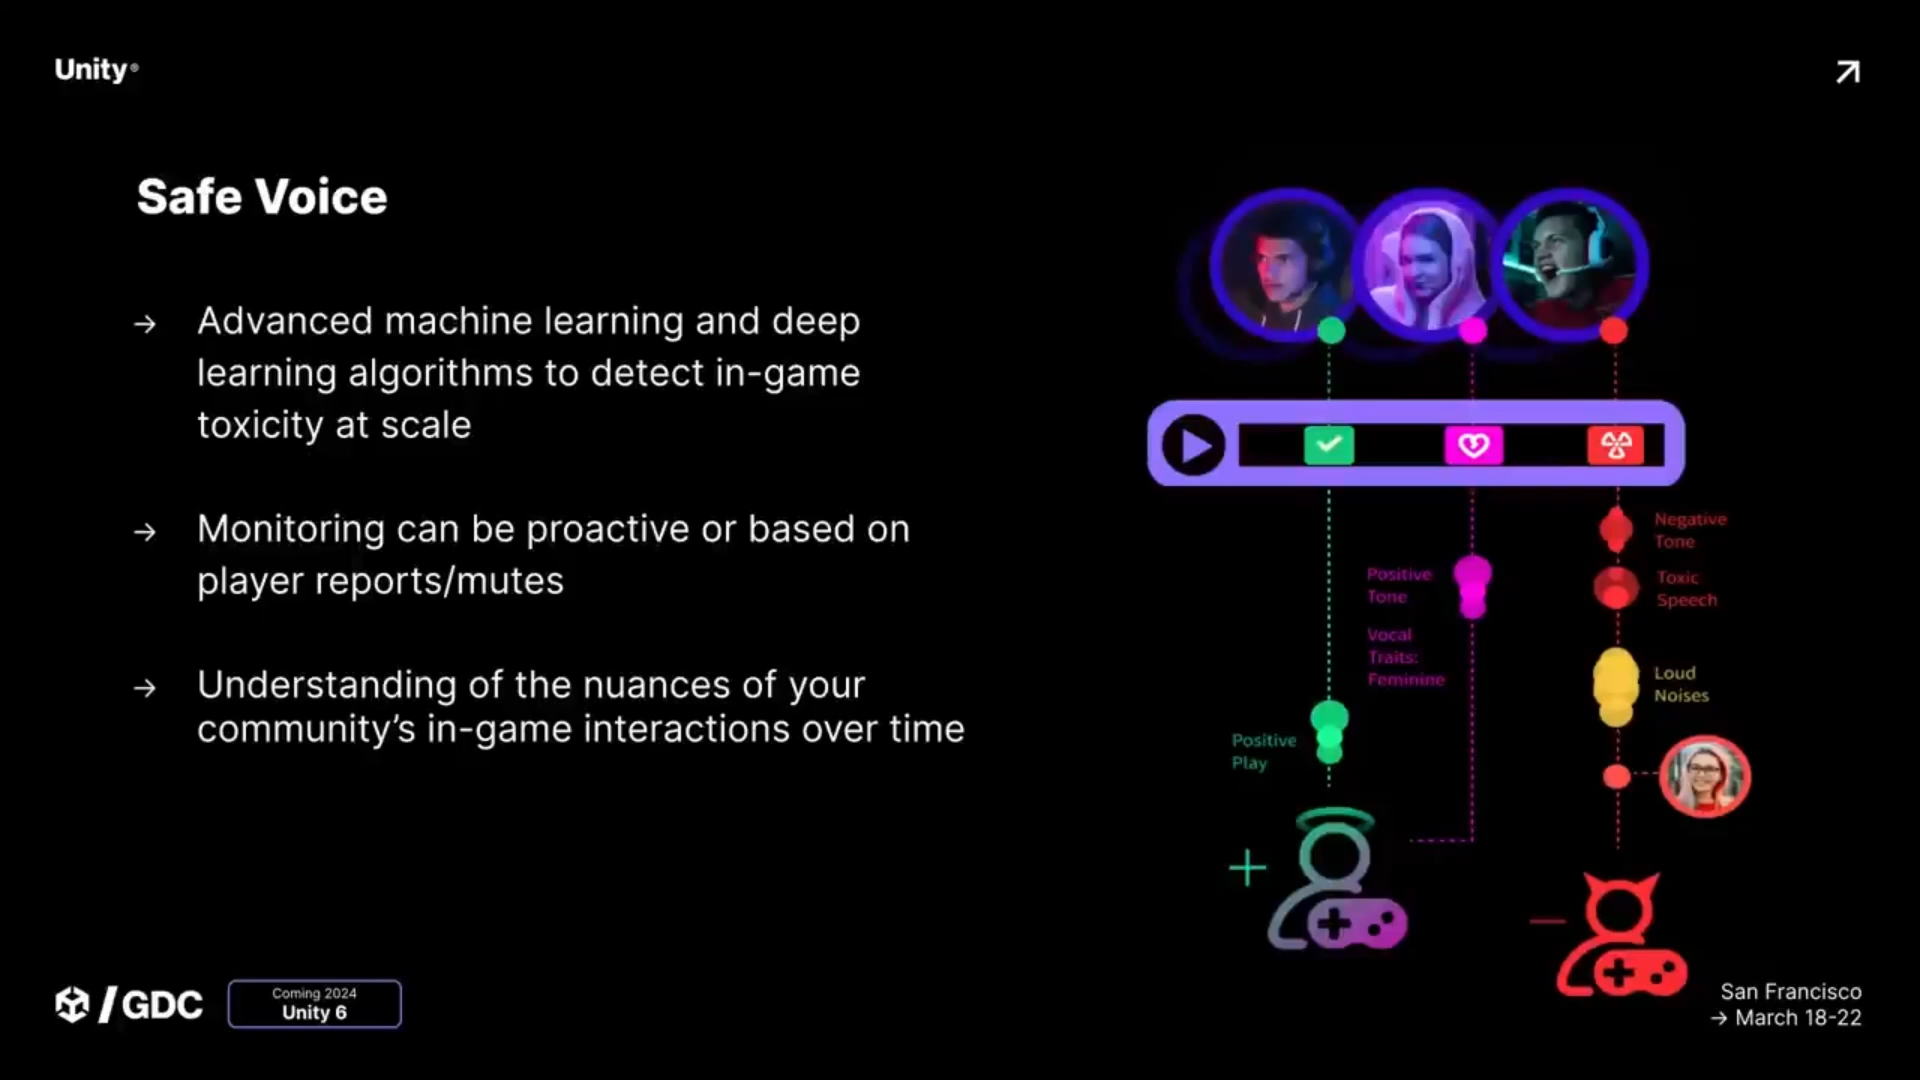 Unity®
Safe Voice
→ Advanced machine learning and deep
learning algorithms to detect in-game
toxicity at scale
→ Monitoring can be proactive or based on
player reports/mutes
→ Understanding of the nuances of your
community’s in-game interactions over time
Negative
Tone
Positive
Tone
Toxic
Speech
Vocal
Traits:
Feminine
Loud
Noises
Positive
Play
/GDC
Coming 2024
Unity 6
San Francisco
→ March 18-22